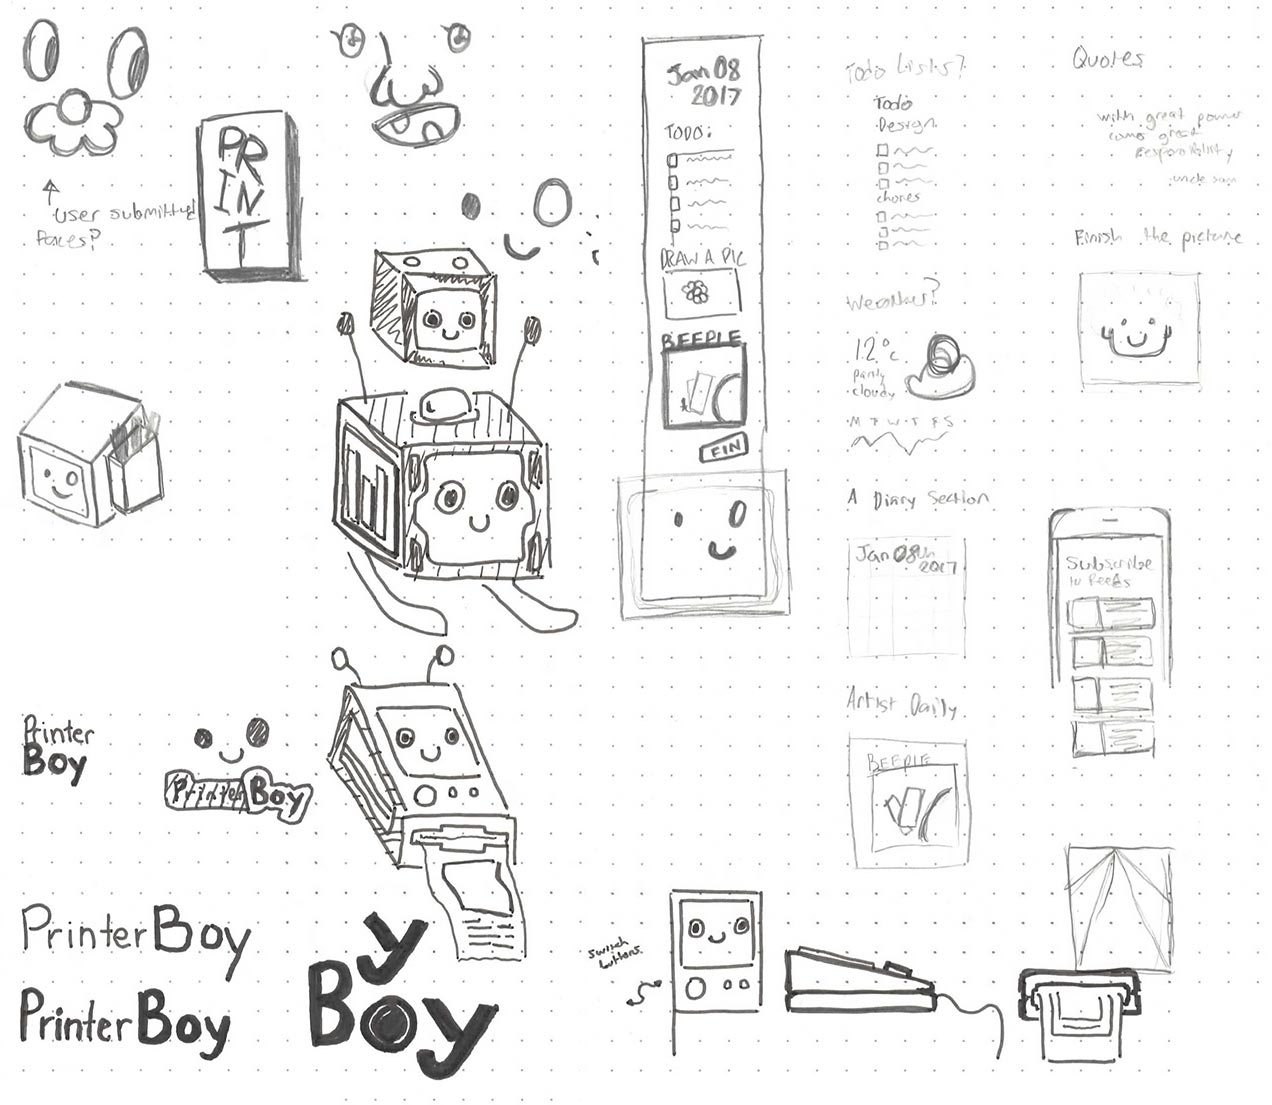 PRINT
User submitted
faces?
Jan 08
2017
TODO:
DRAW A PIC
BEEPLE
FIN
Todo Lists?
Todo
Design
chores
Weather?
12°c
partly
cloudy
M T W T F S
A Diary Section
Jan 08th
2017
Artist Daily.
BEEPLE
Quotes
with great power
comes great
responsibility
uncle sam
Finish the picture
Subscribe
to feeds
Printer
Boy
Printer Boy
PrinterBoy
PrinterBoy
y
Boy
switch
buttons.